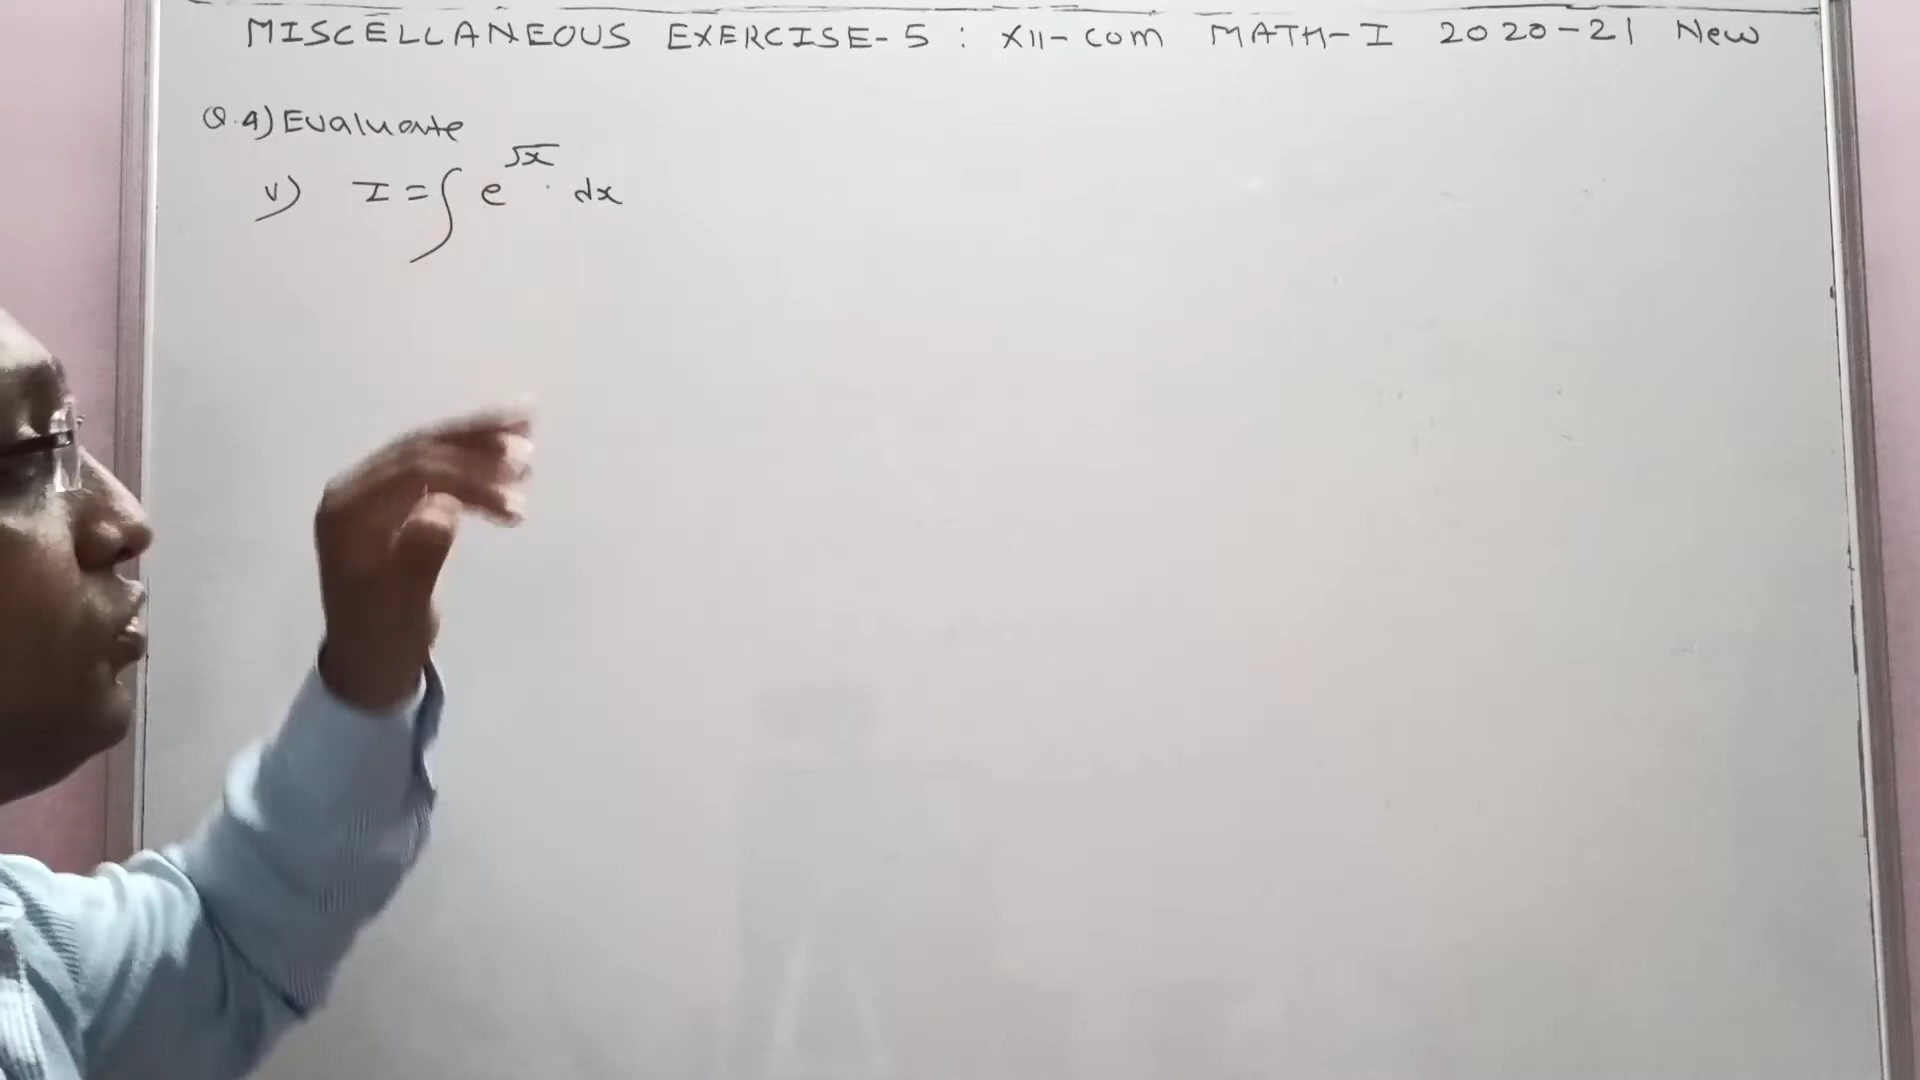 MISCELLANEOUS EXERCISE-5 : XII-com MATH-I 2020-21 New
Q.4) Evaluate
v) I = ∫ e^√x . dx